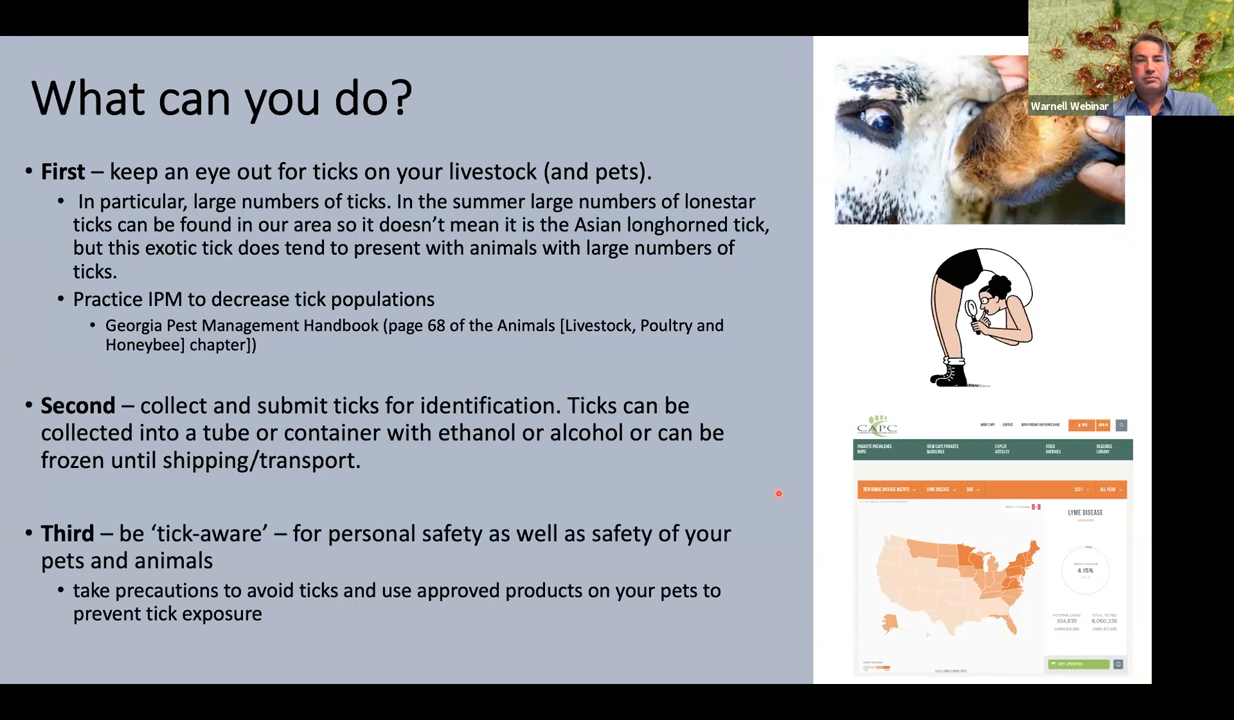 What can you do?
• First – keep an eye out for ticks on your livestock (and pets).
• In particular, large numbers of ticks. In the summer large numbers of lonestar
ticks can be found in our area so it doesn't mean it is the Asian longhorned tick,
but this exotic tick does tend to present with animals with large numbers of
ticks.
• Practice IPM to decrease tick populations
• Georgia Pest Management Handbook (page 68 of the Animals [Livestock, Poultry and
Honeybee] chapter])
• Second – collect and submit ticks for identification. Ticks can be
collected into a tube or container with ethanol or alcohol or can be
frozen until shipping/transport.
• Third – be 'tick-aware' – for personal safety as well as safety of your
pets and animals
• take precautions to avoid ticks and use approved products on your pets to
prevent tick exposure
Warnell Webinar
CAPC
LYME DISEASE
ALL YEAR
LYME DISEASE
4.15%